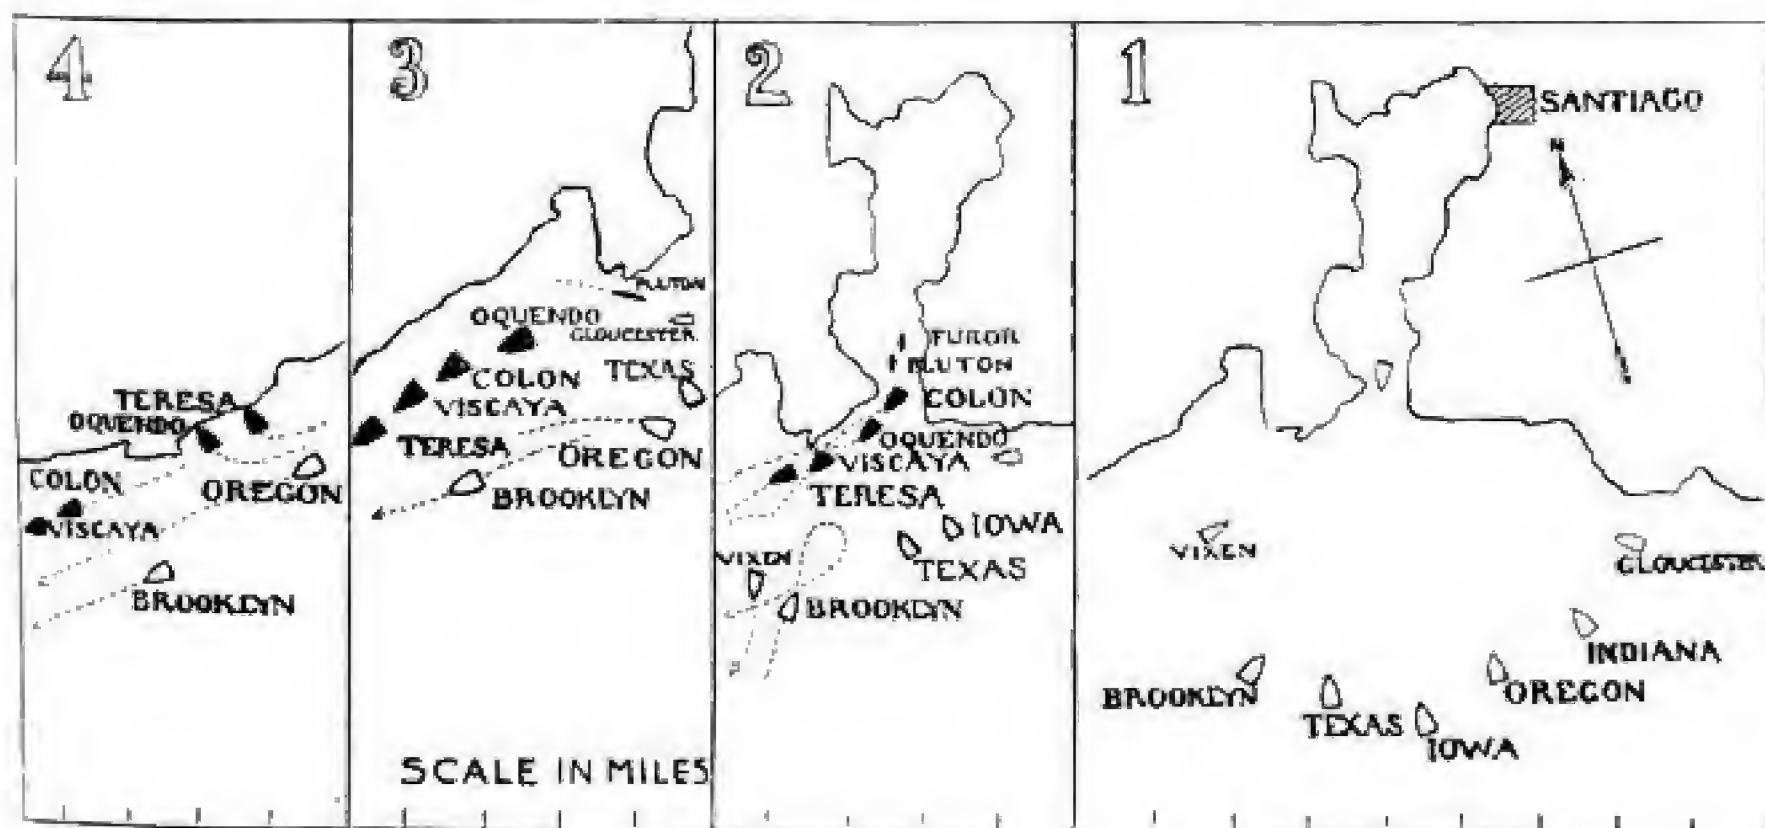 4
TERESA
OQUENDO
COLON
OREGON
VISCAYA
BROOKLYN
3
PLUTON
OQUENDO
GLOUCESTER
COLON
TEXAS
VISCAYA
TERESA
OREGON
BROOKLYN
SCALE IN MILES
2
FUROR
PLUTON
COLON
OQUENDO
VISCAYA
TERESA
IOWA
TEXAS
VIXEN
BROOKLYN
1
SANTIAGO
N
VIXEN
GLOUCESTER
INDIANA
BROOKLYN
OREGON
TEXAS
IOWA